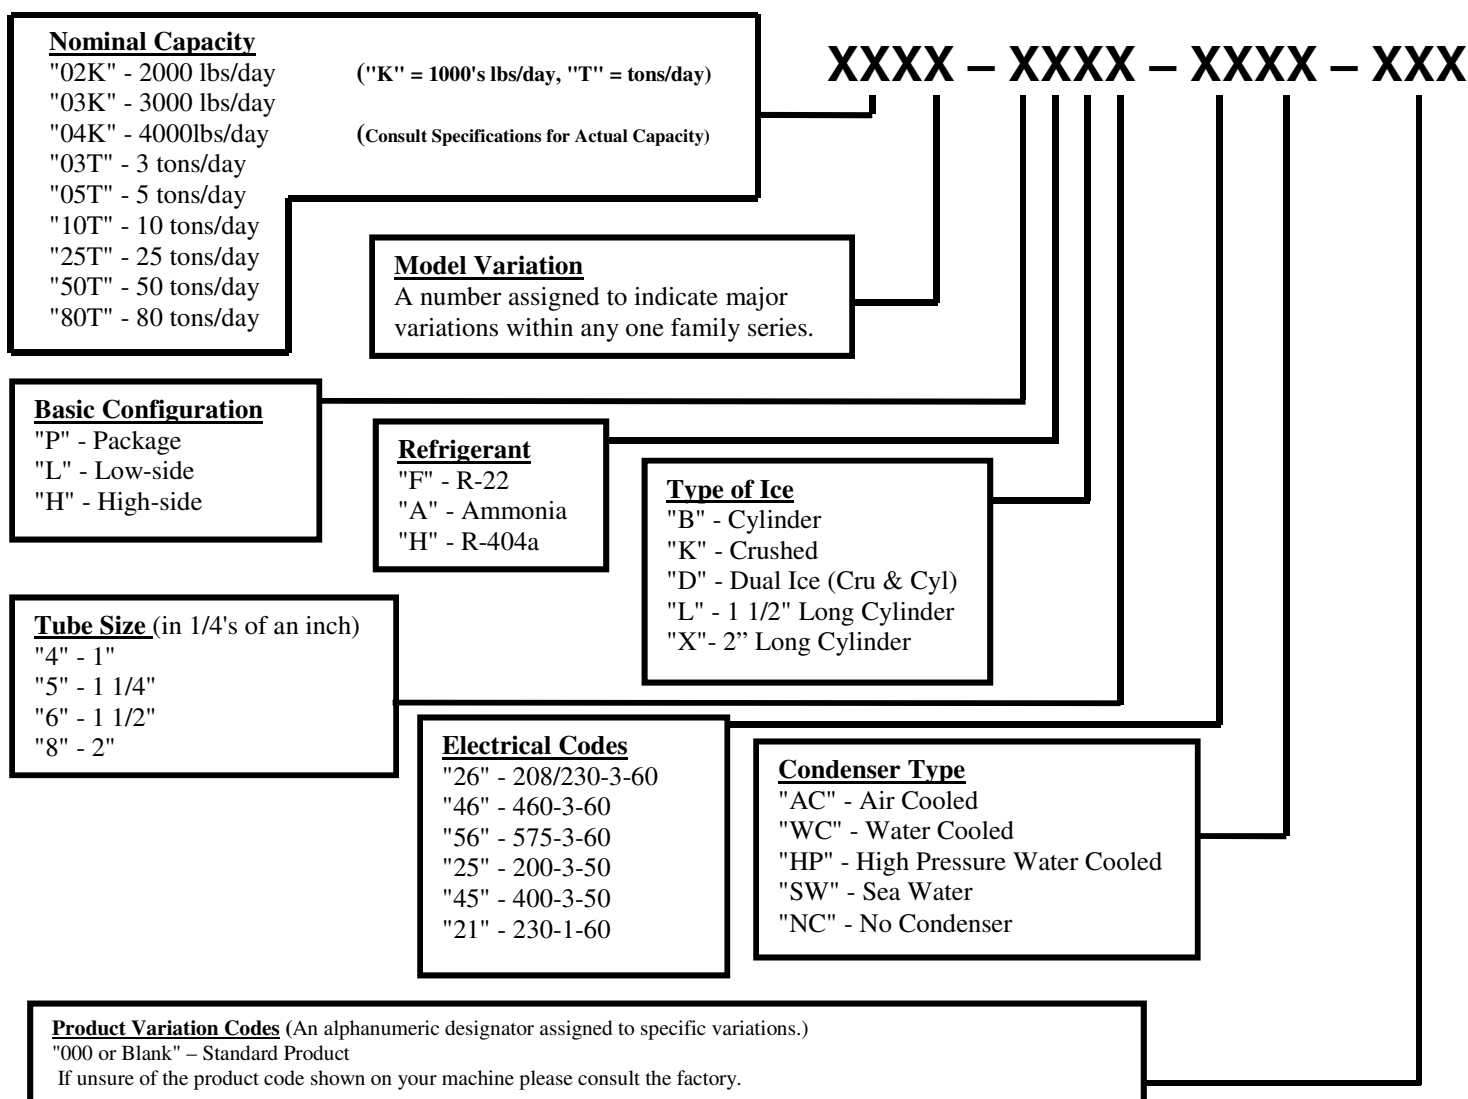 XXXX – XXXX – XXXX – XXX
Nominal Capacity
"02K" - 2000 lbs/day ("K" = 1000's lbs/day, "T" = tons/day)
"03K" - 3000 lbs/day
"04K" - 4000lbs/day (Consult Specifications for Actual Capacity)
"03T" - 3 tons/day
"05T" - 5 tons/day
"10T" - 10 tons/day
"25T" - 25 tons/day
"50T" - 50 tons/day
"80T" - 80 tons/day
Model Variation
A number assigned to indicate major
variations within any one family series.
Basic Configuration
"P" - Package
"L" - Low-side
"H" - High-side
Refrigerant
"F" - R-22
"A" - Ammonia
"H" - R-404a
Type of Ice
"B" - Cylinder
"K" - Crushed
"D" - Dual Ice (Cru & Cyl)
"L" - 1 1/2" Long Cylinder
"X"- 2” Long Cylinder
Tube Size (in 1/4's of an inch)
"4" - 1"
"5" - 1 1/4"
"6" - 1 1/2"
"8" - 2"
Electrical Codes
"26" - 208/230-3-60
"46" - 460-3-60
"56" - 575-3-60
"25" - 200-3-50
"45" - 400-3-50
"21" - 230-1-60
Condenser Type
"AC" - Air Cooled
"WC" - Water Cooled
"HP" - High Pressure Water Cooled
"SW" - Sea Water
"NC" - No Condenser
Product Variation Codes (An alphanumeric designator assigned to specific variations.)
"000 or Blank" – Standard Product
If unsure of the product code shown on your machine please consult the factory.